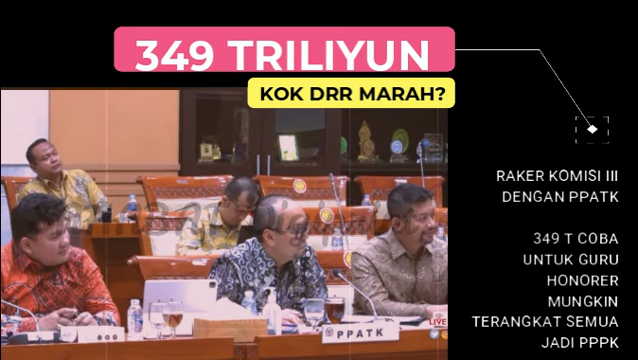 349 TRILIYUN
KOK DRR MARAH?
RAKER KOMISI III
DENGAN PPATK
349 T COBA
UNTUK GURU
HONORER
MUNGKIN
TERANGKAT SEMUA
JADI PPPK
PPATK
LIVE